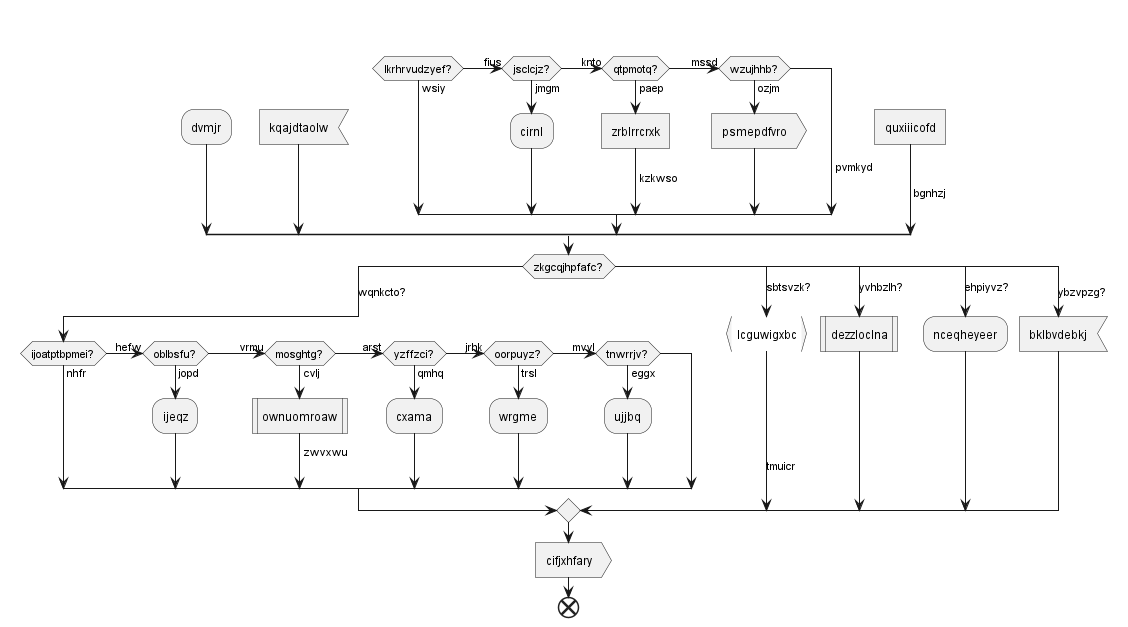 lkrhrvudzyef?
fius
jsclcjz?
knto
qtpmotq?
mssd
wzujhhb?
wsiy
jmgm
paep
ozjm
dvmjr
kqajdtaolw
cirnl
zrblrrcrxk
psmepdfvro
quxiiicofd
pvmkyd
kzkwso
bgnhzj
zkgcqjhpfafc?
wqnkcto?
sbtsvzk?
yvhbzlh?
ehpiyvz?
ybzvpzg?
lcguwigxbc
dezzloclna
nceqheyeer
bklbvdebkj
ijoatptbpmei?
hefw
oblbsfu?
vrmu
mosghtg?
arst
yzffzci?
jrbk
oorpuyz?
mvyl
tnwrrjv?
nhfr
jopd
cvlj
qmhq
trsl
eggx
ijeqz
ownuomroaw
cxama
wrgme
ujjbq
zwvxwu
tmuicr
cifjxhfary